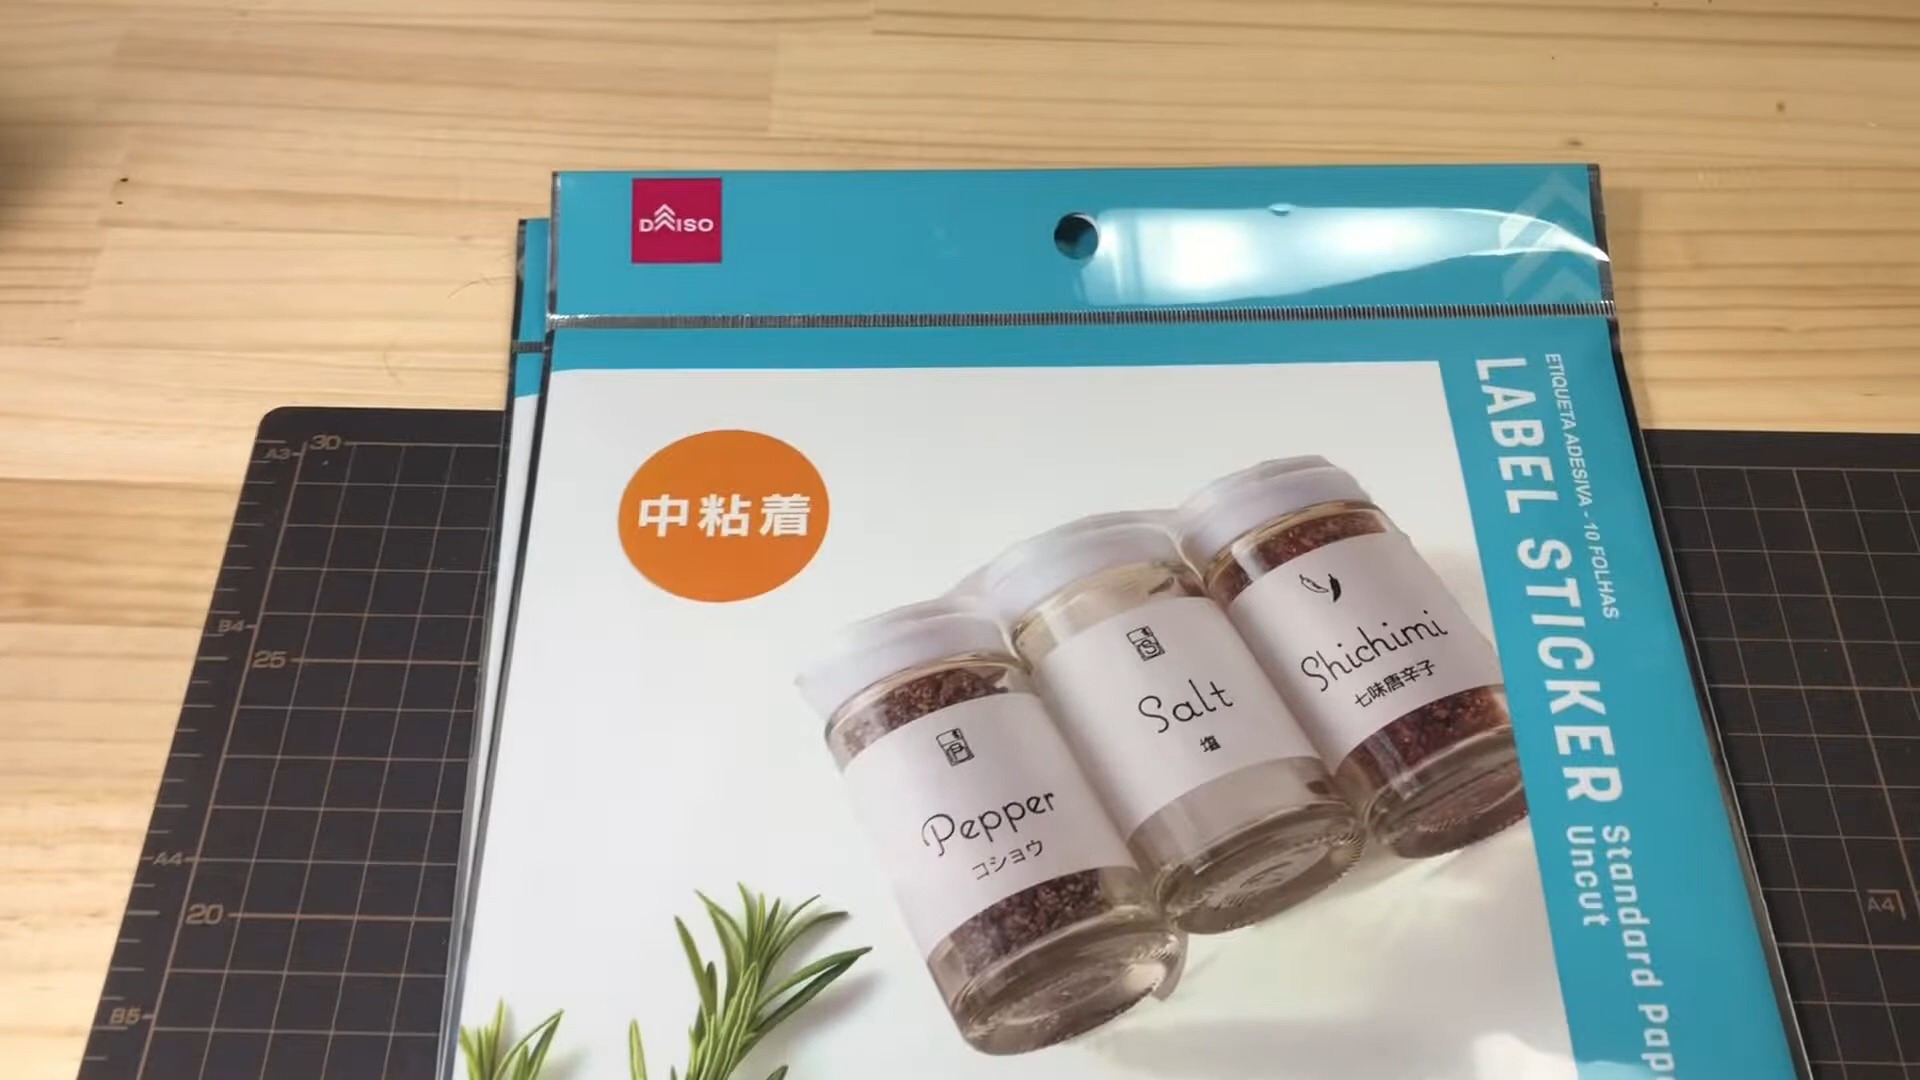 DAISO
中粘着
Pepper
コショウ
Salt
塩
Shichimi
七味唐辛子
ETIQUETA ADESIVA - 10 FOLHAS
LABEL STICKER
Standard Pap
Uncut
30
A3
B4
25
A4
20
B5
A4